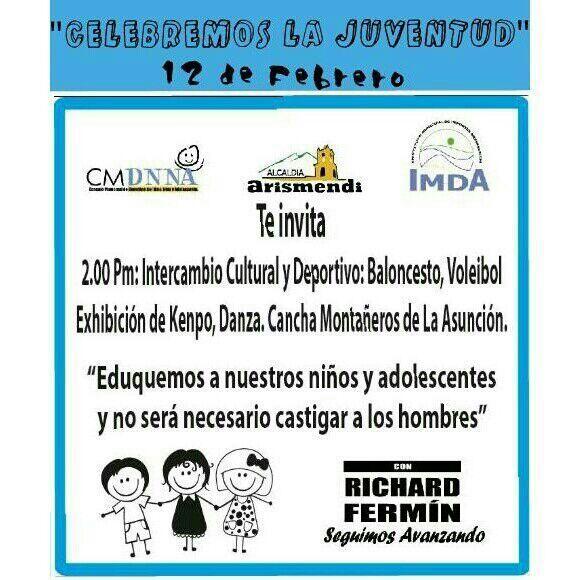 "CELEBREMOS LA JUVENTUD"
12 de Febrero
CMDNNA
ALCALDIA
arismendi
IMDA
Te invita
2.00 Pm: Intercambio Cultural y Deportivo: Baloncesto, Voleibol
Exhibición de Kenpo, Danza. Cancha Montañeros de La Asunción.
“Eduquemos a nuestros niños y adolescentes
y no será necesario castigar a los hombres”
CON
RICHARD
FERMÍN
Seguimos Avanzando